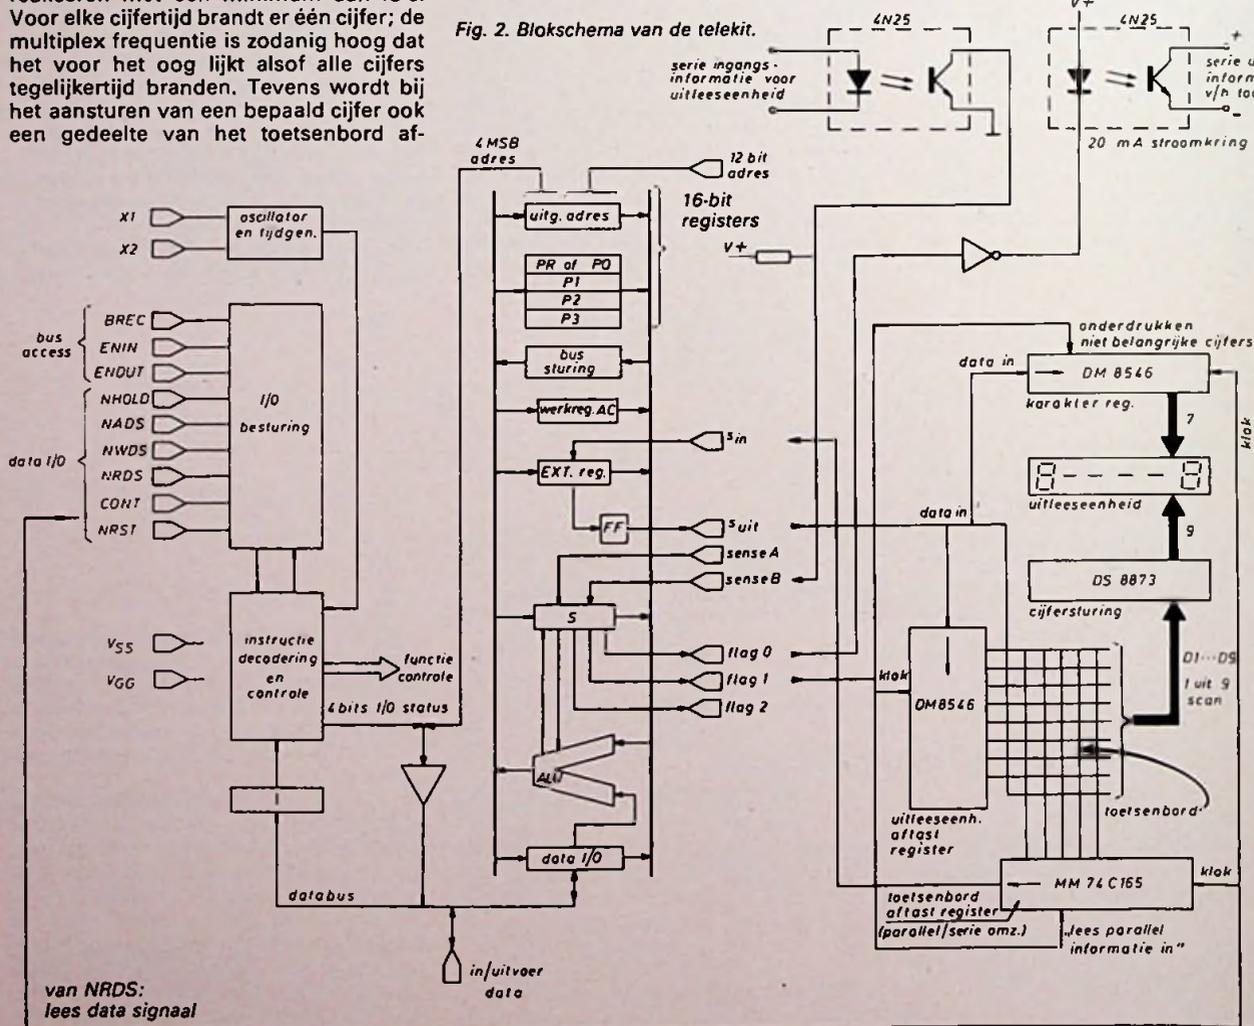 Voor elke cijfertijd brandt er één cijfer; de
multiplex frequentie is zodanig hoog dat
het voor het oog lijkt alsof alle cijfers
tegelijkertijd branden. Tevens wordt bij
het aansturen van een bepaald cijfer ook
een gedeelte van het toetsenbord af-
Fig. 2. Blokschema van de telekit.
4N25
serie ingangs-
informatie voor
uitleeseenheid
V+
4N25
+
serie
v/h
-
20 mA stroomkring
4 MSB
adres
12 bit
adres
16-bit
registers
V+
X1
X2
oscillator
en tijdgen.
uitg. adres
PR of P0
P1
P2
P3
bus
sturing
werkreg. AC
EXT. reg.
FF
S
ALU
data I/O
bus
access
BREC
ENIN
ENOUT
data I/O
NHOLD
NADS
NWDS
NRDS
CONT
NRST
I/O
besturing
VSS
VGG
instructie
decodering
en
controle
functie
controle
4 bits I/O status
databus
in/uitvoer
data
S in
S uit
sense A
sense B
flag 0
flag 1
flag 2
onderdrukken
niet belangrijke cijfers
data in
DM 8546
karakter reg.
7
klok
8 - - - - 8
uitleeseenheid
9
data in
DS 8873
cijfersturing
D1...D9
1 uit 9
scan
klok
DM8546
uitleeseenh.
aftast
register
toetsenbord
MM 74C165
klok
toetsenbord
aftast register
(parallel/serie omz.)
„lees parallel
informatie in"
van NRDS:
lees data signaal